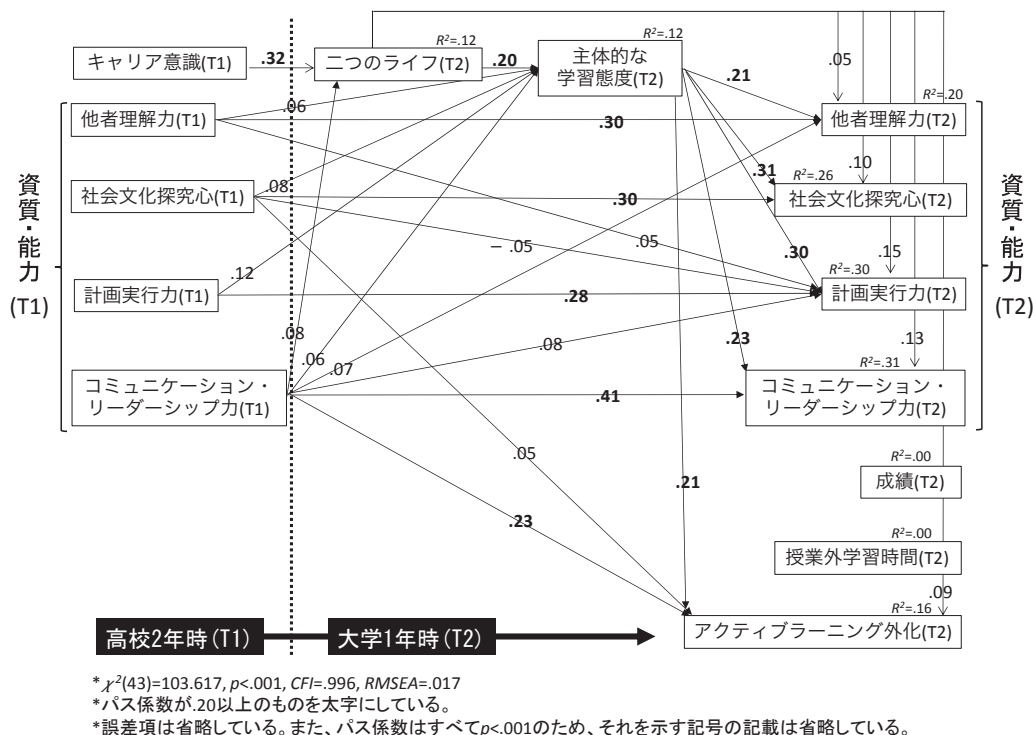 R²=.12
キャリア意識(T1)
.32
二つのライフ(T2)
.20
主体的な
学習態度(T2)
R²=.12
.05
.21
R²=.20
他者理解力(T1)
.06
.30
他者理解力(T2)
.10
社会文化探究心(T1)
.08
.30
.31
R²=.26
社会文化探究心
(T2)
資質・能力
(T1)
資質・能力
(T2)
－.05
.05
.30
.15
R²=.30
計画実行力(T1)
.12
.28
計画実行力(T2)
.08
.06
.07
.08
.23
.13
R²=.31
コミュニケーション・
リーダーシップ力(T1)
.41
コミュニケーション・
リーダーシップ力(T2)
.05
.21
R²=.00
成績(T2)
.23
R²=.00
授業外学習時間(T2)
.09
R²=.16
アクティブラーニング外化(T2)
高校2年時(T1)
大学1年時(T2)
*χ²(43)=103.617, p<.001, CFI=.996, RMSEA=.017
*パス係数が.20以上のものを太字にしている。
*誤差項は省略している。また、パス係数はすべてp<.001のため、それを示す記号の記載は省略している。